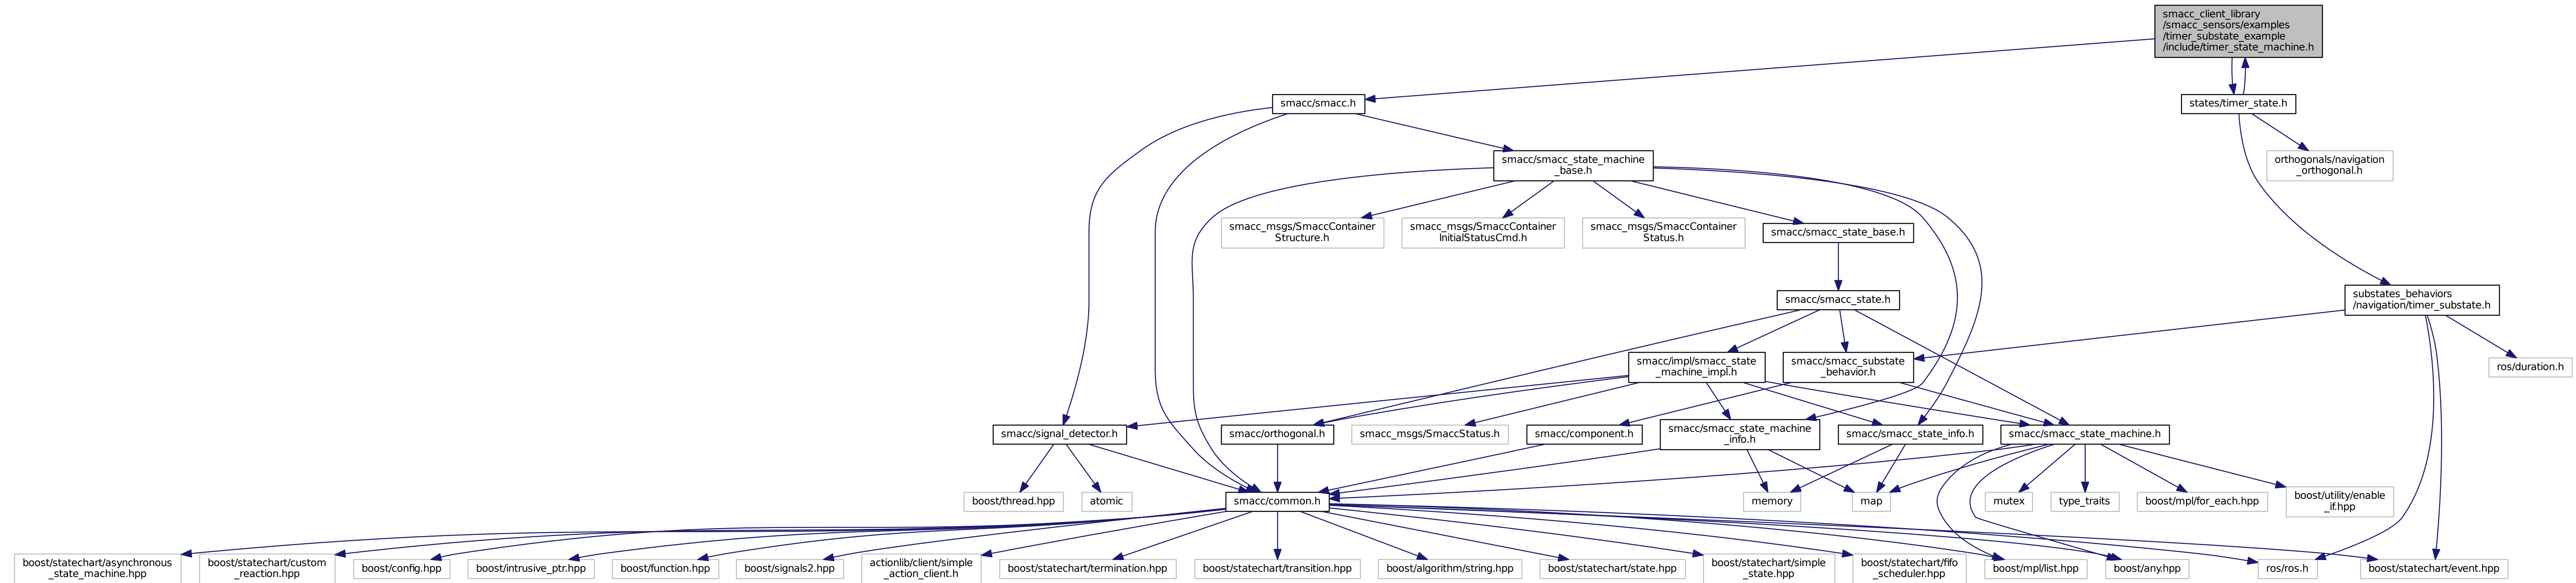 smacc_client_library
/smacc_sensors/examples
/timer_substate_example
/include/timer_state_machine.h
smacc/smacc.h
states/timer_state.h
smacc/smacc_state_machine
_base.h
orthogonals/navigation
_orthogonal.h
smacc_msgs/SmaccContainer
Structure.h
smacc_msgs/SmaccContainer
InitialStatusCmd.h
smacc_msgs/SmaccContainer
Status.h
smacc/smacc_state_base.h
smacc/smacc_state.h
substates_behaviors
/navigation/timer_substate.h
smacc/impl/smacc_state
_machine_impl.h
smacc/smacc_substate
_behavior.h
ros/duration.h
smacc/signal_detector.h
smacc/orthogonal.h
smacc_msgs/SmaccStatus.h
smacc/component.h
smacc/smacc_state_machine
_info.h
smacc/smacc_state_info.h
smacc/smacc_state_machine.h
boost/thread.hpp
atomic
smacc/common.h
memory
map
mutex
type_traits
boost/mpl/for_each.hpp
boost/utility/enable
_if.hpp
boost/statechart/asynchronous
_state_machine.hpp
boost/statechart/custom
_reaction.hpp
boost/config.hpp
boost/intrusive_ptr.hpp
boost/function.hpp
boost/signals2.hpp
actionlib/client/simple
_action_client.h
boost/statechart/termination.hpp
boost/statechart/transition.hpp
boost/algorithm/string.hpp
boost/statechart/state.hpp
boost/statechart/simple
_state.hpp
boost/statechart/fifo
_scheduler.hpp
boost/mpl/list.hpp
boost/any.hpp
ros/ros.h
boost/statechart/event.hpp